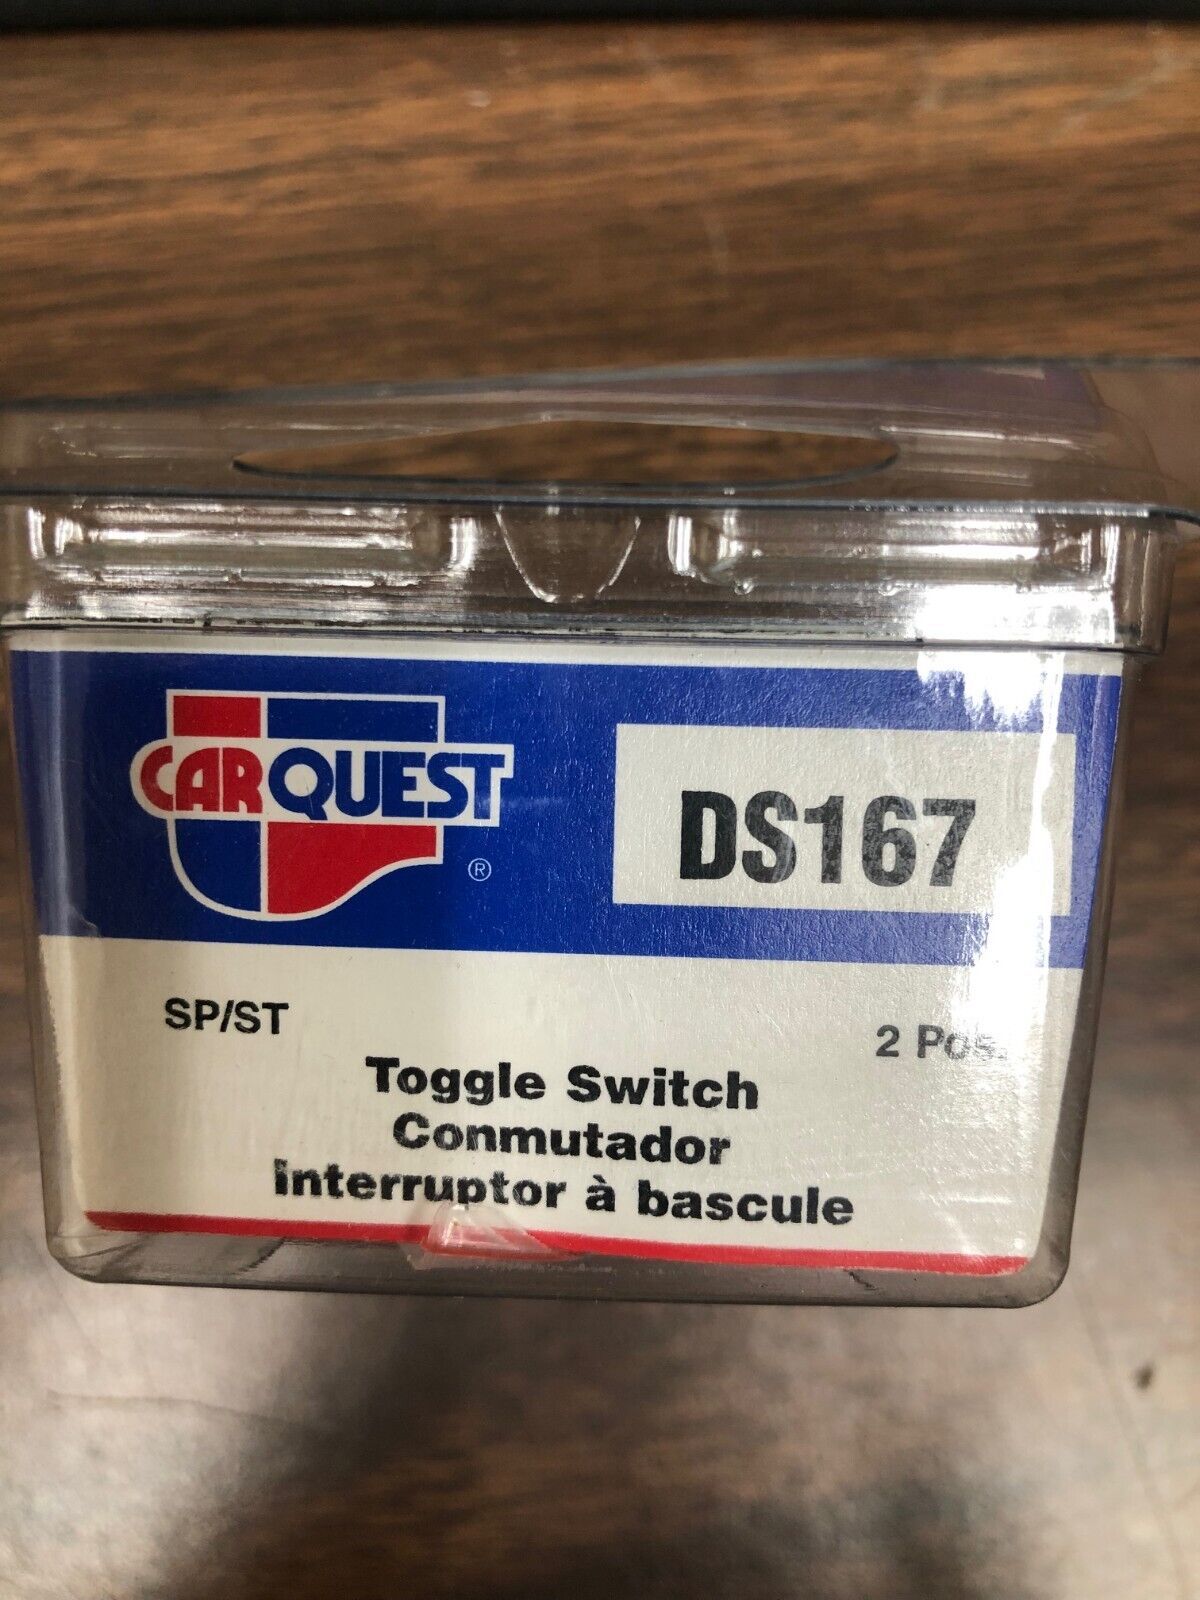 CARQUEST
®
DS167
SP/ST
2 Pos.
Toggle Switch
Conmutador
Interruptor à bascule